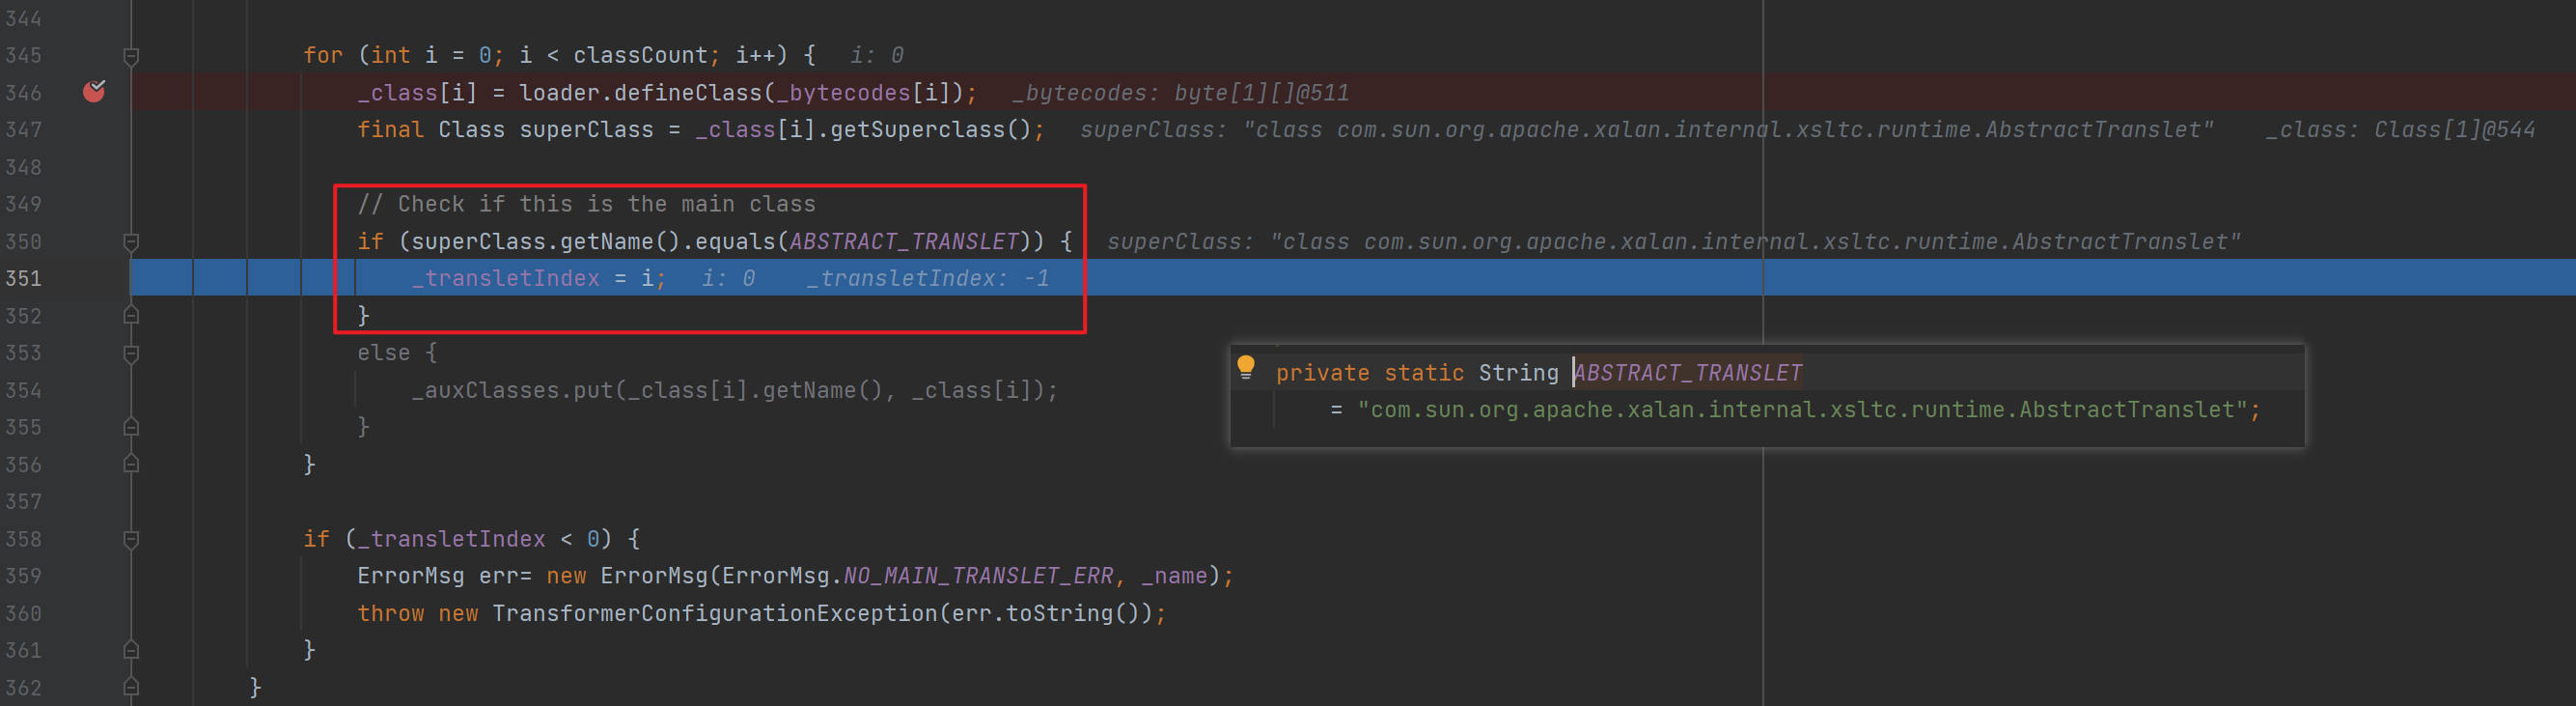 344
345 for (int i = 0; i < classCount; i++) { i: 0
346 _class[i] = loader.defineClass(_bytecodes[i]); _bytecodes: byte[1][]@511
347 final Class superClass = _class[i].getSuperclass(); superClass: "class com.sun.org.apache.xalan.internal.xsltc.runtime.AbstractTranslet" _class: Class[1]@544
348
349 // Check if this is the main class
350 if (superClass.getName().equals(ABSTRACT_TRANSLET)) { superClass: "class com.sun.org.apache.xalan.internal.xsltc.runtime.AbstractTranslet"
351 _transletIndex = i; i: 0 _transletIndex: -1
352 }
353 else {
private static String ABSTRACT_TRANSLET
354 _auxClasses.put(_class[i].getName(), _class[i]);
= "com.sun.org.apache.xalan.internal.xsltc.runtime.AbstractTranslet";
355 }
356 }
357
358 if (_transletIndex < 0) {
359 ErrorMsg err= new ErrorMsg(ErrorMsg.NO_MAIN_TRANSLET_ERR, _name);
360 throw new TransformerConfigurationException(err.toString());
361 }
362 }